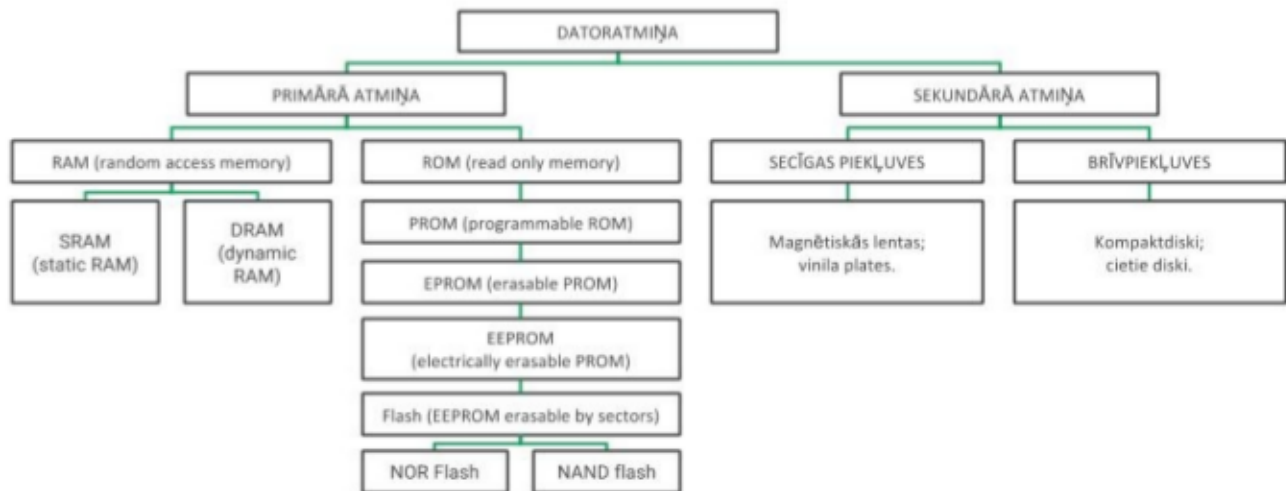 DATORATMIŅA
PRIMĀRĀ ATMIŅA
SEKUNDĀRĀ ATMIŅA
RAM (random access memory)
ROM (read only memory)
SECĪGAS PIEKĻUVES
BRĪVPIEKĻUVES
SRAM
(static RAM)
DRAM
(dynamic
RAM)
PROM (programmable ROM)
Magnētiskās lentas;
vinila plates.
Kompaktdiski;
cietie diski.
EPROM (erasable PROM)
EEPROM
(electrically erasable PROM)
Flash (EEPROM erasable by sectors)
NOR Flash
NAND flash